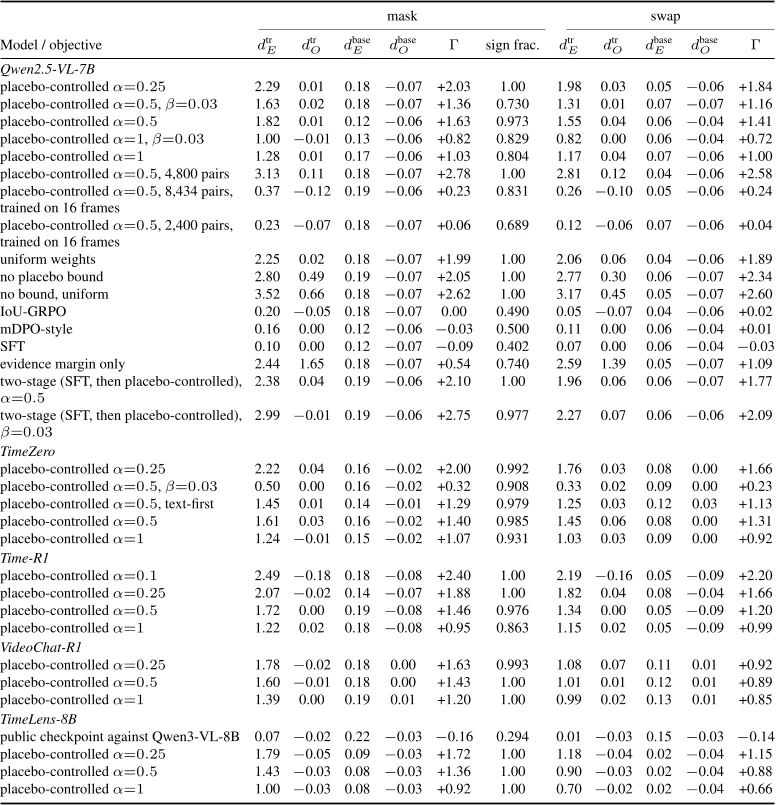 mask swap
Model / objective d_E^tr d_O^tr d_E^base d_O^base Γ sign frac. d_E^tr d_O^tr d_E^base d_O^base Γ
Qwen2.5-VL-7B
placebo-controlled α=0.25 2.29 0.01 0.18 −0.07 +2.03 1.00 1.98 0.03 0.05 −0.06 +1.84
placebo-controlled α=0.5, β=0.03 1.63 0.02 0.18 −0.07 +1.36 0.730 1.31 0.01 0.07 −0.07 +1.16
placebo-controlled α=0.5 1.82 0.01 0.12 −0.06 +1.63 0.973 1.55 0.04 0.06 −0.04 +1.41
placebo-controlled α=1, β=0.03 1.00 −0.01 0.13 −0.06 +0.82 0.829 0.82 0.00 0.06 −0.04 +0.72
placebo-controlled α=1 1.28 0.01 0.17 −0.06 +1.03 0.804 1.17 0.04 0.07 −0.06 +1.00
placebo-controlled α=0.5, 4,800 pairs 3.13 0.11 0.18 −0.07 +2.78 1.00 2.81 0.12 0.04 −0.06 +2.58
placebo-controlled α=0.5, 8,434 pairs, 0.37 −0.12 0.19 −0.06 +0.23 0.831 0.26 −0.10 0.05 −0.06 +0.24
trained on 16 frames
placebo-controlled α=0.5, 2,400 pairs, 0.23 −0.07 0.18 −0.07 +0.06 0.689 0.12 −0.06 0.07 −0.06 +0.04
trained on 16 frames
uniform weights 2.25 0.02 0.18 −0.07 +1.99 1.00 2.06 0.06 0.04 −0.06 +1.89
no placebo bound 2.80 0.49 0.19 −0.07 +2.05 1.00 2.77 0.30 0.06 −0.07 +2.34
no bound, uniform 3.52 0.66 0.18 −0.07 +2.62 1.00 3.17 0.45 0.05 −0.07 +2.60
IoU-GRPO 0.20 −0.05 0.18 −0.07 0.00 0.490 0.05 −0.07 0.04 −0.06 +0.02
mDPO-style 0.16 0.00 0.12 −0.06 −0.03 0.500 0.11 0.00 0.06 −0.04 +0.01
SFT 0.10 0.00 0.12 −0.07 −0.09 0.402 0.07 0.00 0.06 −0.04 −0.03
evidence margin only 2.44 1.65 0.18 −0.07 +0.54 0.740 2.59 1.39 0.05 −0.07 +1.09
two-stage (SFT, then placebo-controlled), 2.38 0.04 0.19 −0.06 +2.10 1.00 1.96 0.06 0.06 −0.07 +1.77
α=0.5
two-stage (SFT, then placebo-controlled), 2.99 −0.01 0.19 −0.06 +2.75 0.977 2.27 0.07 0.06 −0.06 +2.09
β=0.03
TimeZero
placebo-controlled α=0.25 2.22 0.04 0.16 −0.02 +2.00 0.992 1.76 0.03 0.08 0.00 +1.66
placebo-controlled α=0.5, β=0.03 0.50 0.00 0.16 −0.02 +0.32 0.908 0.33 0.02 0.09 0.00 +0.23
placebo-controlled α=0.5, text-first 1.45 0.01 0.14 −0.01 +1.29 0.979 1.25 0.03 0.12 0.03 +1.13
placebo-controlled α=0.5 1.61 0.03 0.16 −0.02 +1.40 0.985 1.45 0.06 0.08 0.00 +1.31
placebo-controlled α=1 1.24 −0.01 0.15 −0.02 +1.07 0.931 1.03 0.03 0.09 0.00 +0.92
Time-R1
placebo-controlled α=0.1 2.49 −0.18 0.18 −0.08 +2.40 1.00 2.19 −0.16 0.05 −0.09 +2.20
placebo-controlled α=0.25 2.07 −0.02 0.14 −0.07 +1.88 1.00 1.82 0.04 0.08 −0.04 +1.66
placebo-controlled α=0.5 1.72 0.00 0.19 −0.08 +1.46 0.976 1.34 0.00 0.05 −0.09 +1.20
placebo-controlled α=1 1.22 0.02 0.18 −0.08 +0.95 0.863 1.15 0.02 0.05 −0.09 +0.99
VideoChat-R1
placebo-controlled α=0.25 1.78 −0.02 0.18 0.00 +1.63 0.993 1.08 0.07 0.11 0.01 +0.92
placebo-controlled α=0.5 1.60 −0.01 0.18 0.00 +1.43 1.00 1.01 0.01 0.12 0.01 +0.89
placebo-controlled α=1 1.39 0.00 0.19 0.01 +1.20 1.00 0.99 0.02 0.13 0.01 +0.85
TimeLens-8B
public checkpoint against Qwen3-VL-8B 0.07 −0.02 0.22 −0.03 −0.16 0.294 0.01 −0.03 0.15 −0.03 −0.14
placebo-controlled α=0.25 1.79 −0.05 0.09 −0.03 +1.72 1.00 1.18 −0.04 0.02 −0.04 +1.15
placebo-controlled α=0.5 1.43 −0.03 0.08 −0.03 +1.36 1.00 0.90 −0.03 0.02 −0.04 +0.88
placebo-controlled α=1 1.00 −0.03 0.08 −0.03 +0.92 1.00 0.70 −0.02 0.02 −0.04 +0.66